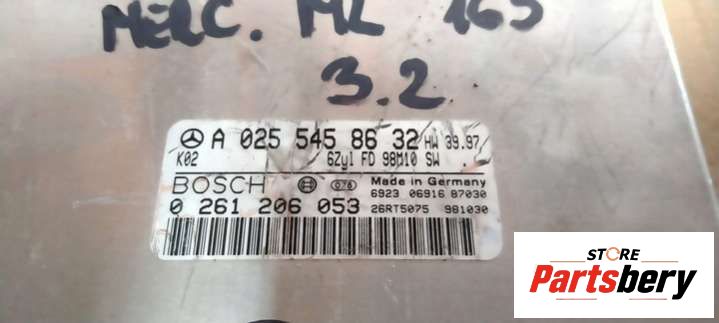 MERC. ML 163
3.2
A 025 545 86 32 HW 39.97
K02 6Zyl FD 98M10 SW .
BOSCH Made in Germany
6923 06916 87030
0 261 206 053 26RT5075 981030
STORE
Partsbery